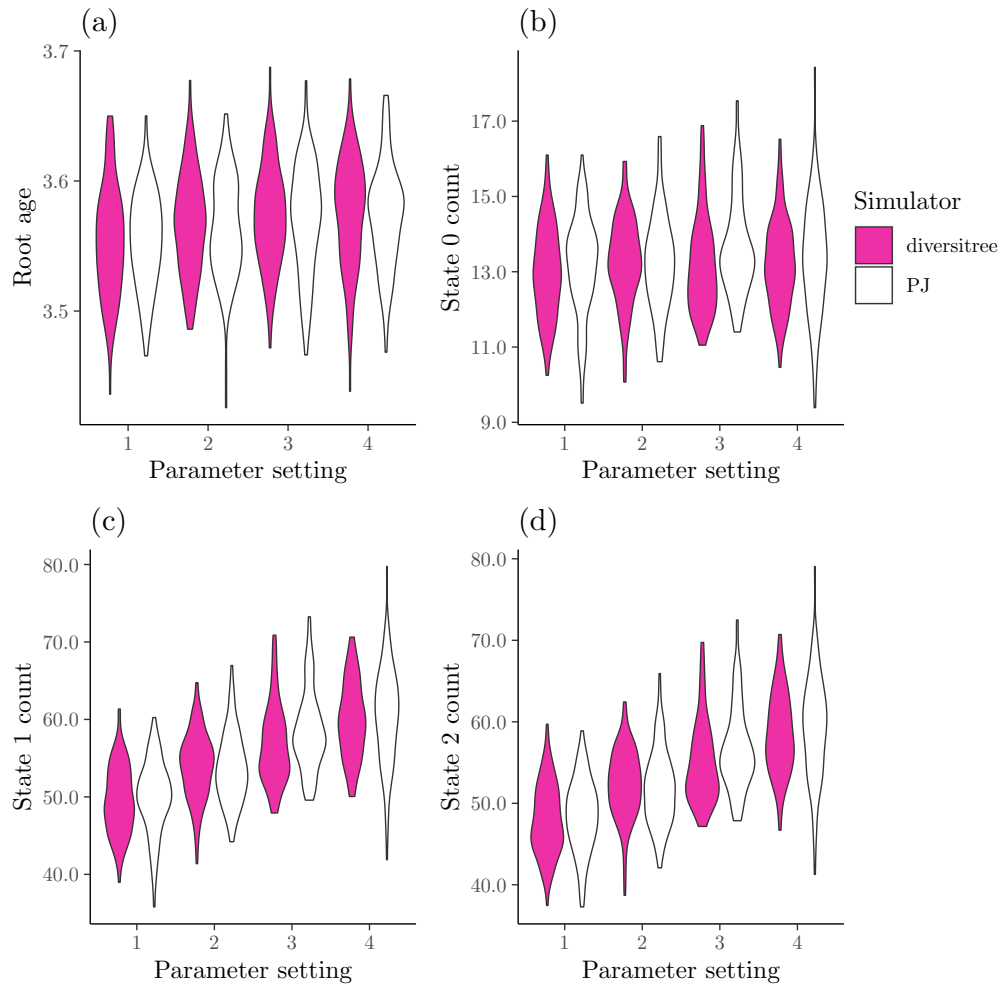 (a)
Root age
3.7
3.6
3.5
1 2 3 4
Parameter setting
(b)
State 0 count
17.0
15.0
13.0
11.0
9.0
1 2 3 4
Parameter setting
Simulator
diversitree
PJ
(c)
State 1 count
80.0
70.0
60.0
50.0
40.0
1 2 3 4
Parameter setting
(d)
State 2 count
80.0
70.0
60.0
50.0
40.0
1 2 3 4
Parameter setting